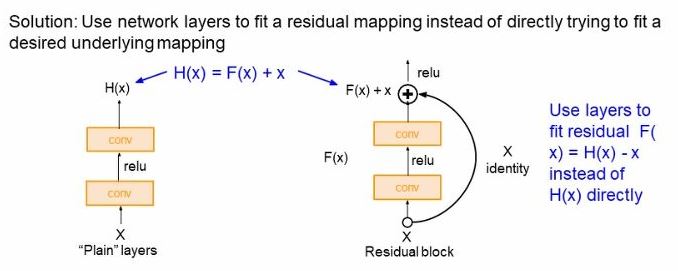 Solution: Use network layers to fit a residual mapping instead of directly trying to fit a
desired underlying mapping
H(x) = F(x) + x
H(x)
conv
relu
conv
X
"Plain" layers
relu
F(x) + x
conv
F(x)
relu
conv
X
identity
X
Residual block
Use layers to
fit residual F(
x) = H(x) - x
instead of
H(x) directly